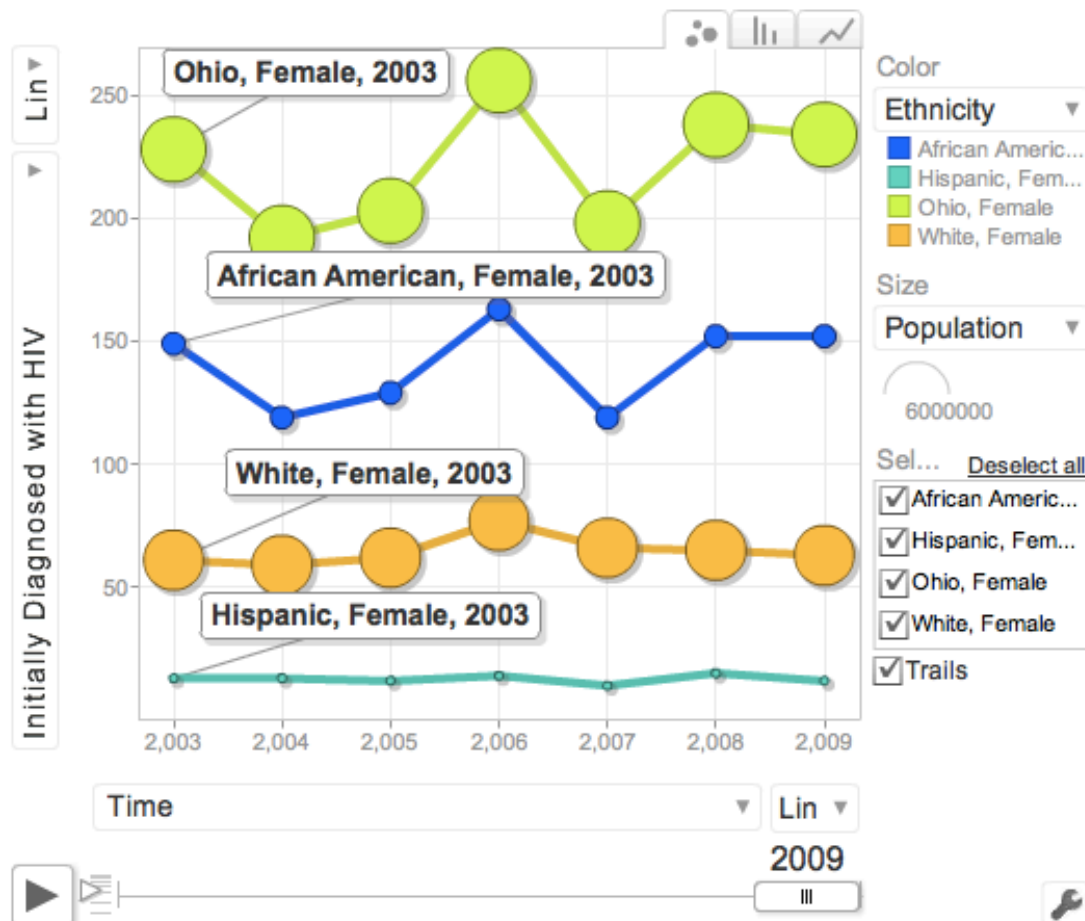 Lin
Initially Diagnosed with HIV
250
200
150
100
50
Ohio, Female, 2003
African American, Female, 2003
White, Female, 2003
Hispanic, Female, 2003
2,003 2,004 2,005 2,006 2,007 2,008 2,009
Time
Lin
2009
Color
Ethnicity
African Americ...
Hispanic, Fem...
Ohio, Female
White, Female
Size
Population
6000000
Sel... Deselect all
African Americ...
Hispanic, Fem...
Ohio, Female
White, Female
Trails